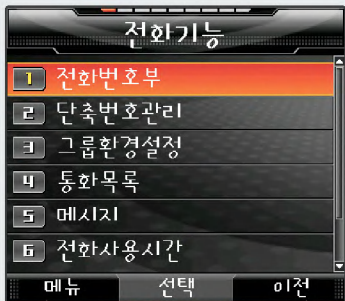 전화기능
1 전화번호부
2 단축번호관리
3 그룹환경설정
4 통화목록
5 메시지
6 전화사용시간
메뉴 선택 이전